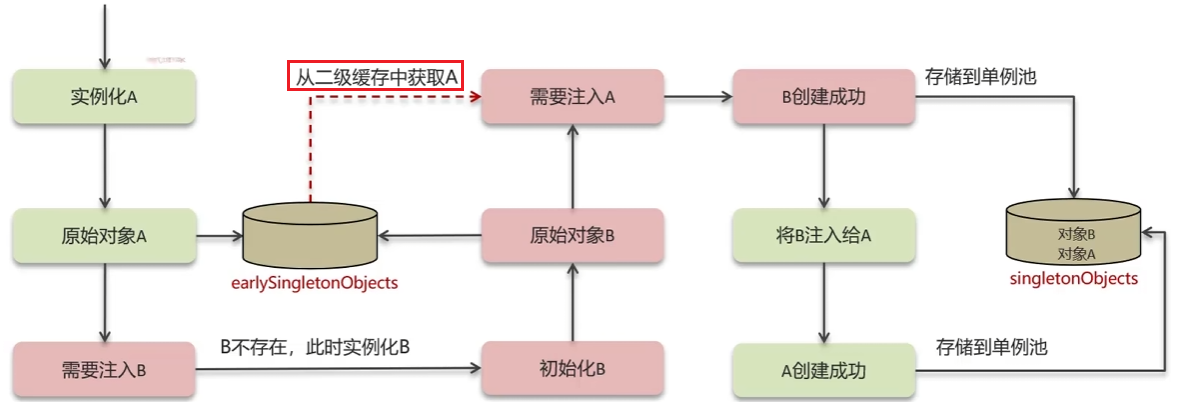 实例化A
从二级缓存中获取A
需要注入A
B创建成功
存储到单例池
原始对象A
earlySingletonObjects
原始对象B
将B注入给A
对象B
对象A
singletonObjects
需要注入B
B不存在，此时实例化B
初始化B
A创建成功
存储到单例池